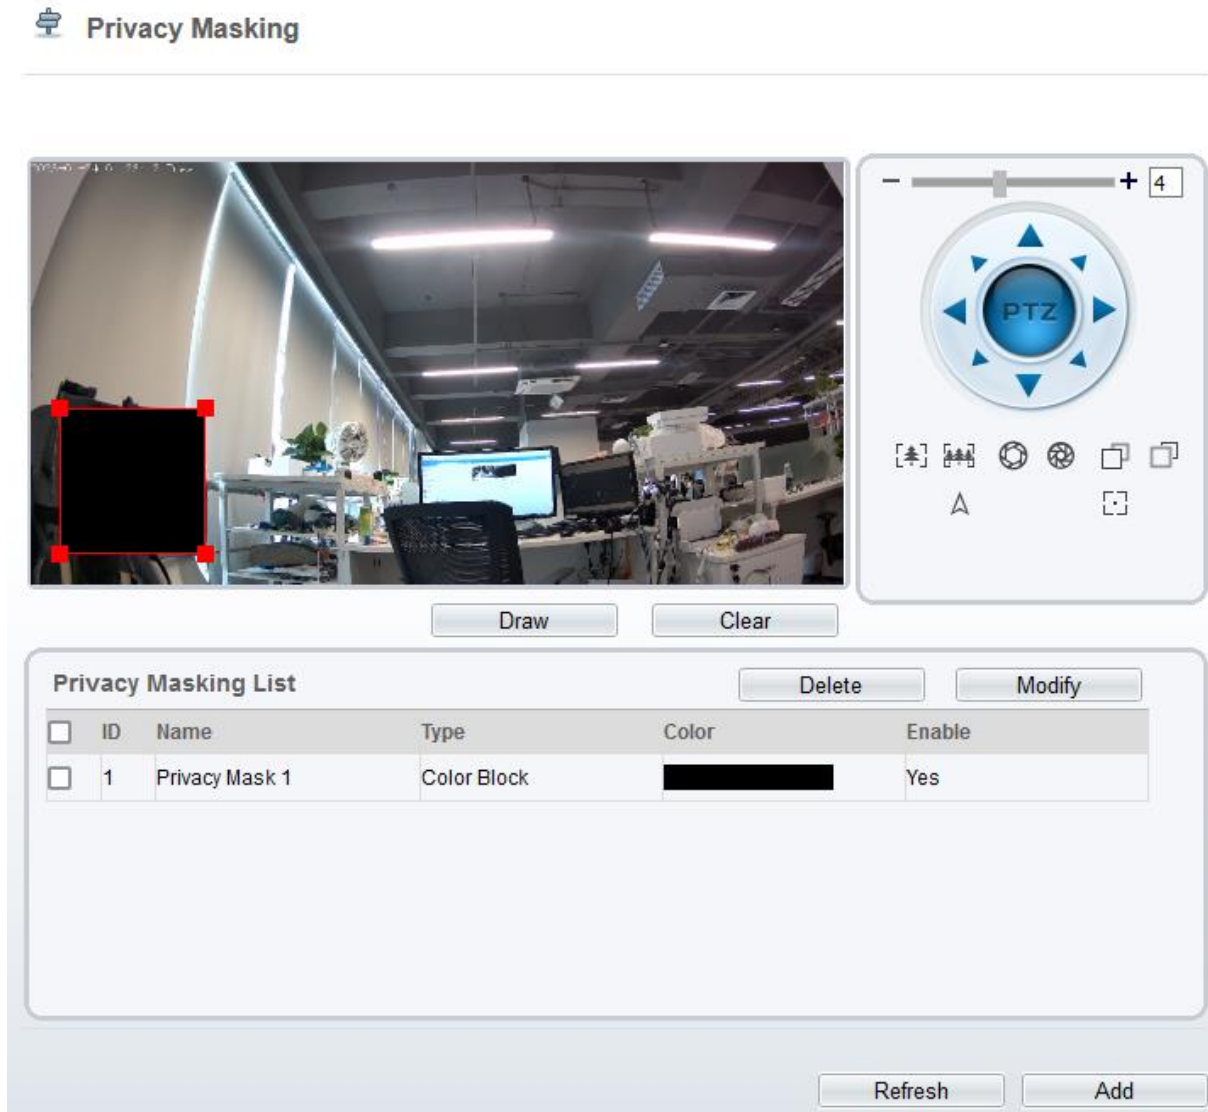 Privacy Masking
4
PTZ
Draw
Clear
Privacy Masking List
Delete
Modify
ID Name Type Color Enable
1 Privacy Mask 1 Color Block Yes
Refresh
Add